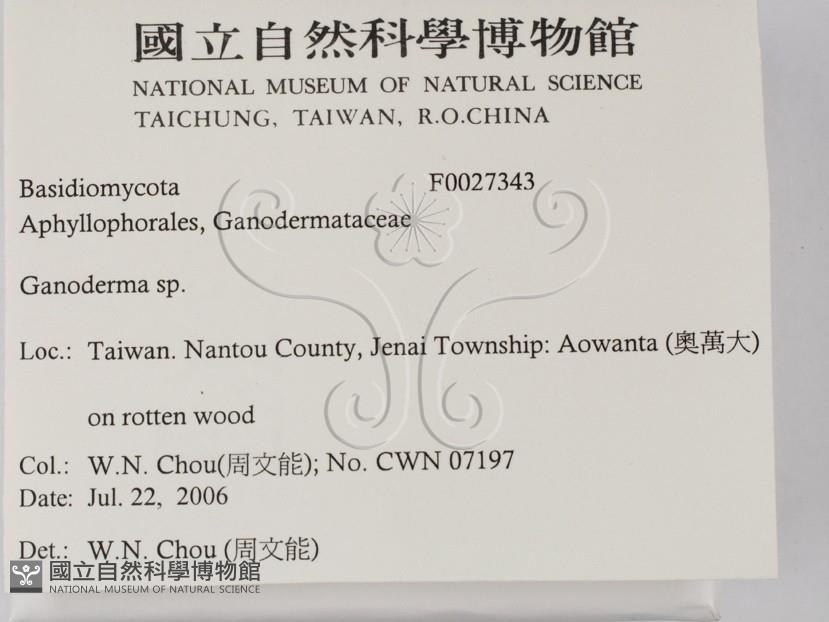 國立自然科學博物館
NATIONAL MUSEUM OF NATURAL SCIENCE
TAICHUNG, TAIWAN, R.O.CHINA
Basidiomycota F0027343
Aphyllophorales, Ganodermataceae
Ganoderma sp.
Loc.: Taiwan. Nantou County, Jenai Township: Aowanta (奧萬大)
on rotten wood
Col.: W.N. Chou(周文能); No. CWN 07197
Date: Jul. 22, 2006
Det.: W.N. Chou (周文能)
國立自然科學博物館
NATIONAL MUSEUM OF NATURAL SCIENCE